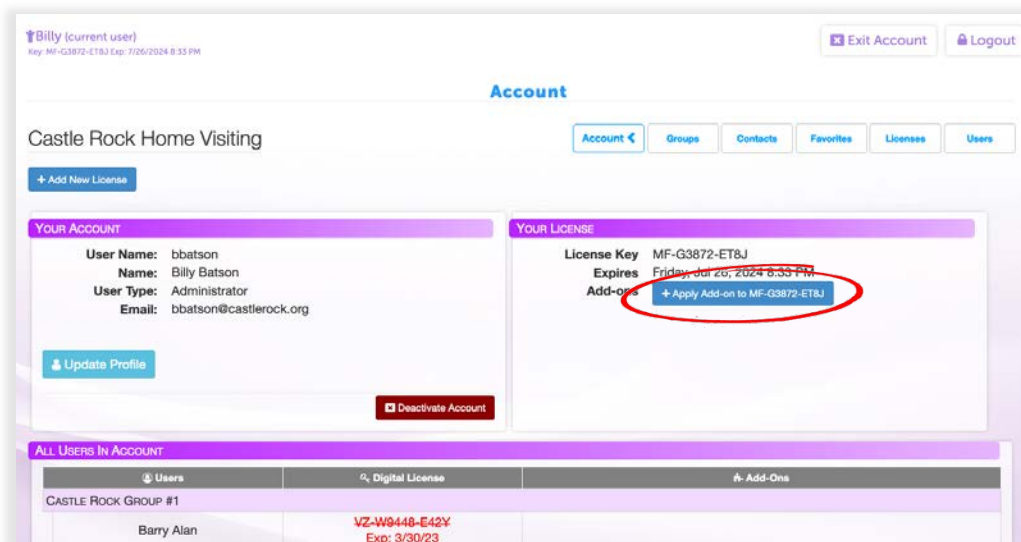 Billy (current user)
Key: MF-G3872-ET8J Exp: 7/26/2024 8:33 PM
Exit Account
Logout
Account
Castle Rock Home Visiting
Account
Groups
Contacts
Favorites
Licenses
Users
+ Add New License
YOUR ACCOUNT
User Name: bbatson
Name: Billy Batson
User Type: Administrator
Email: bbatson@castlerock.org
Update Profile
Deactivate Account
YOUR LICENSE
License Key MF-G3872-ET8J
Expires Friday, Jul 26, 2024 8:33 PM
Add-ons + Apply Add-on to MF-G3872-ET8J
ALL USERS IN ACCOUNT
Users Digital License Add-Ons
CASTLE ROCK GROUP #1
Barry Alan VZ-W9448-E42Y
Exp: 3/30/23